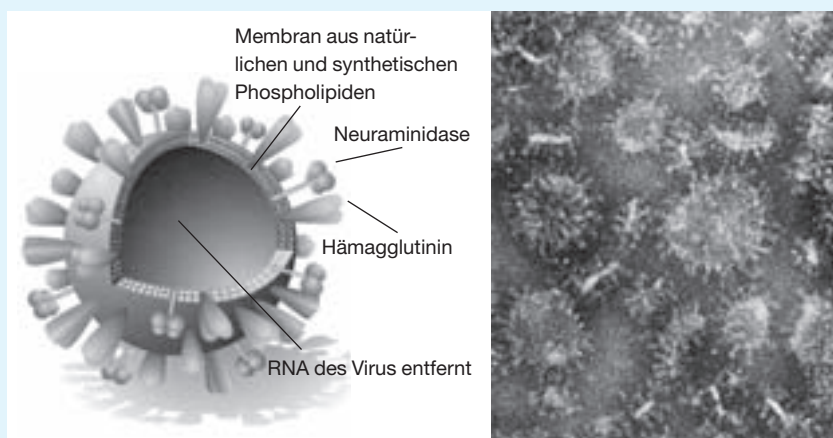 Membran aus natür-
lichen und synthetischen
Phospholipiden
Neuraminidase
Hämagglutinin
RNA des Virus entfernt